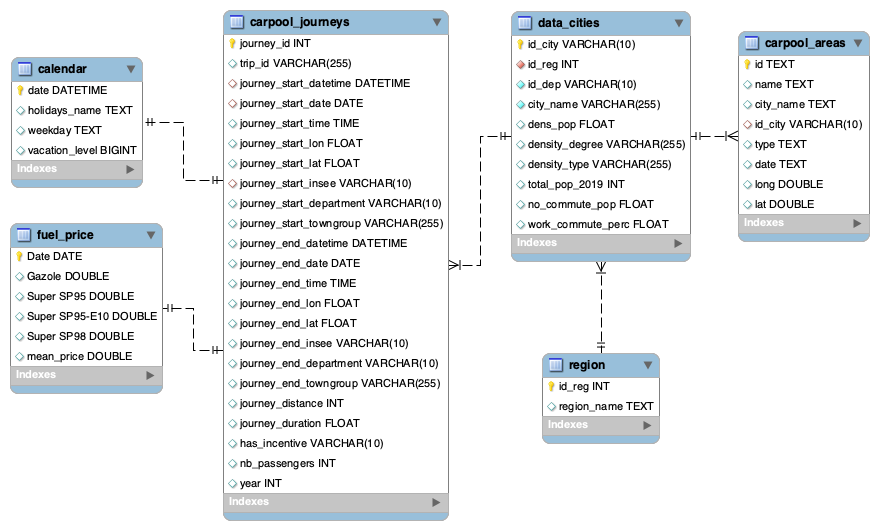 calendar
date DATETIME
holidays_name TEXT
weekday TEXT
vacation_level BIGINT
Indexes
fuel_price
Date DATE
Gazole DOUBLE
Super SP95 DOUBLE
Super SP95-E10 DOUBLE
Super SP98 DOUBLE
mean_price DOUBLE
Indexes
carpool_journeys
journey_id INT
trip_id VARCHAR(255)
journey_start_datetime DATETIME
journey_start_date DATE
journey_start_time TIME
journey_start_lon FLOAT
journey_start_lat FLOAT
journey_start_insee VARCHAR(10)
journey_start_department VARCHAR(10)
journey_start_towngroup VARCHAR(255)
journey_end_datetime DATETIME
journey_end_date DATE
journey_end_time TIME
journey_end_lon FLOAT
journey_end_lat FLOAT
journey_end_insee VARCHAR(10)
journey_end_department VARCHAR(10)
journey_end_towngroup VARCHAR(255)
journey_distance INT
journey_duration FLOAT
has_incentive VARCHAR(10)
nb_passengers INT
year INT
Indexes
data_cities
id_city VARCHAR(10)
id_reg INT
id_dep VARCHAR(10)
city_name VARCHAR(255)
dens_pop FLOAT
density_degree VARCHAR(255)
density_type VARCHAR(255)
total_pop_2019 INT
no_commute_pop FLOAT
work_commute_perc FLOAT
Indexes
region
id_reg INT
region_name TEXT
Indexes
carpool_areas
id TEXT
name TEXT
city_name TEXT
id_city VARCHAR(10)
type TEXT
date TEXT
long DOUBLE
lat DOUBLE
Indexes